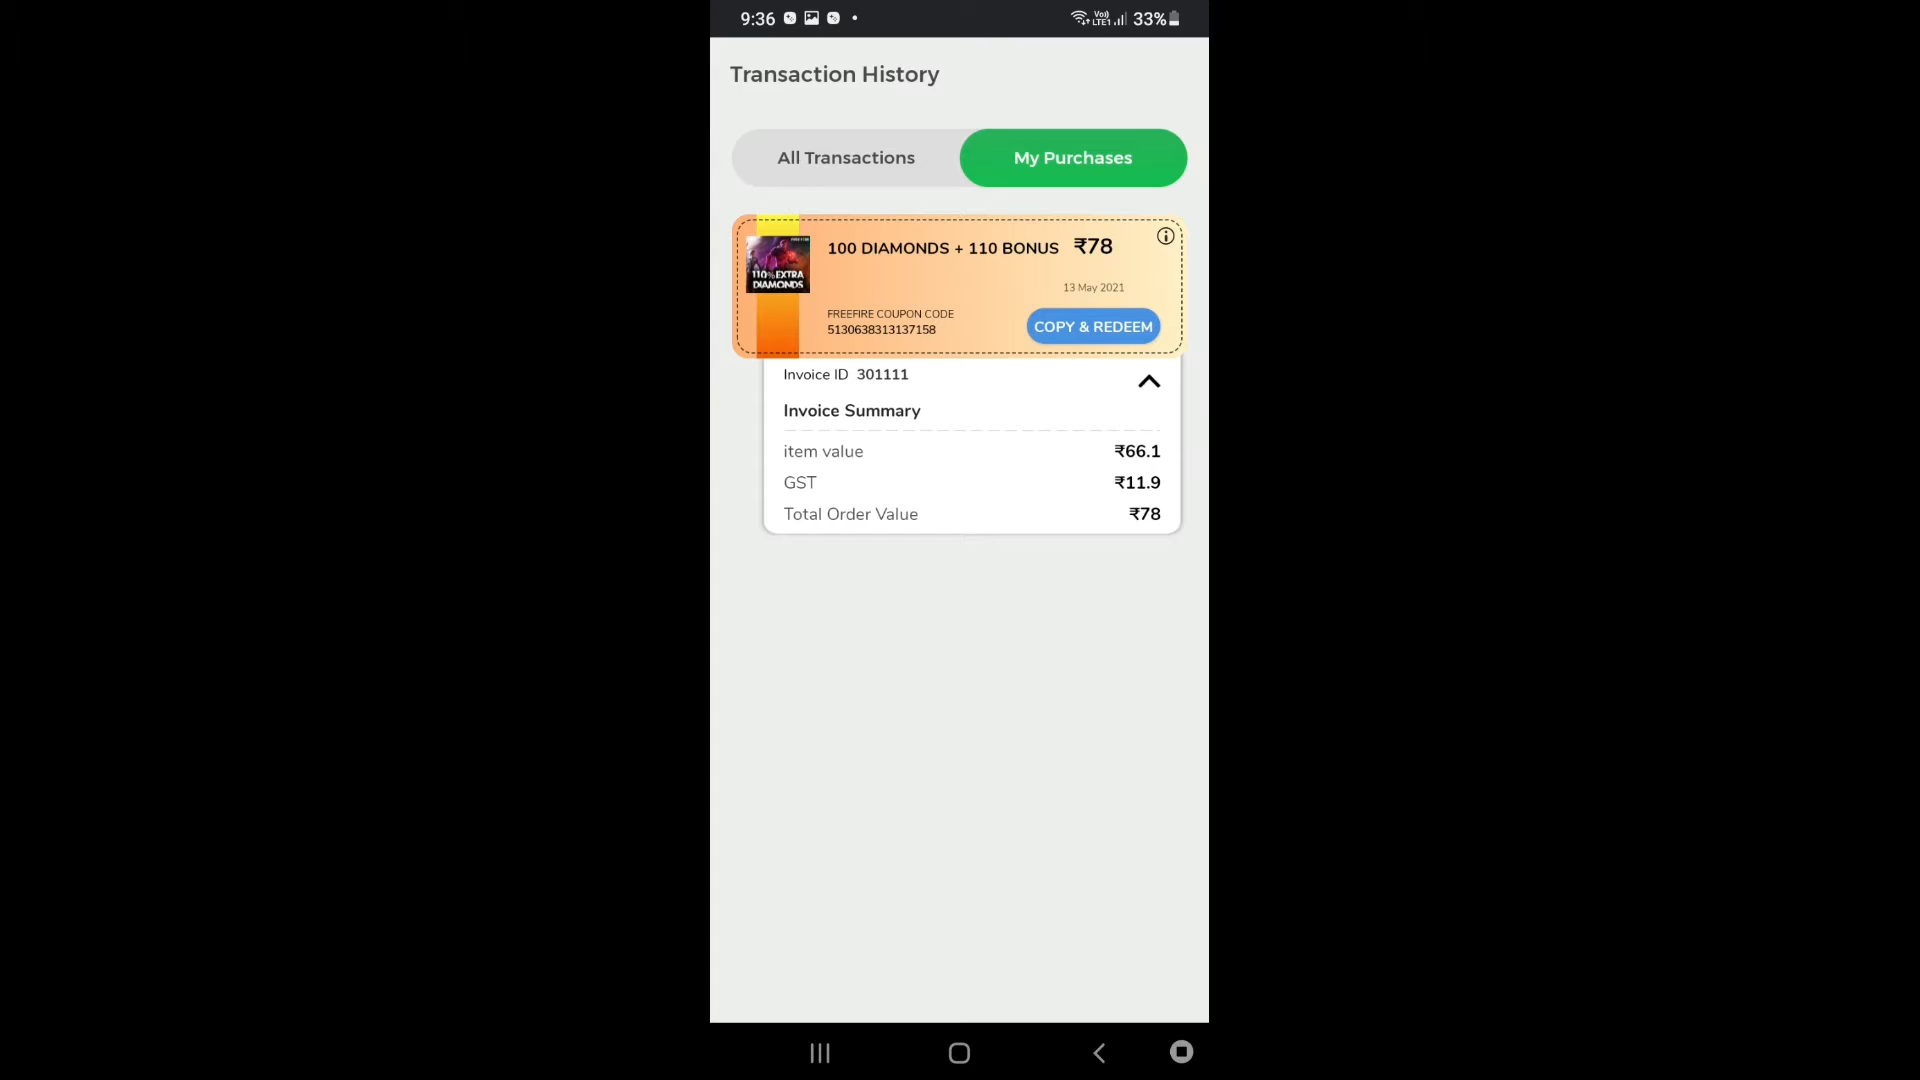 9:36
Vo) LTE1 33%
Transaction History
All Transactions
My Purchases
100 DIAMONDS + 110 BONUS ₹78
110% EXTRA
DIAMONDS
13 May 2021
FREEFIRE COUPON CODE
5130638313137158
COPY & REDEEM
Invoice ID 301111
Invoice Summary
item value ₹66.1
GST ₹11.9
Total Order Value ₹78